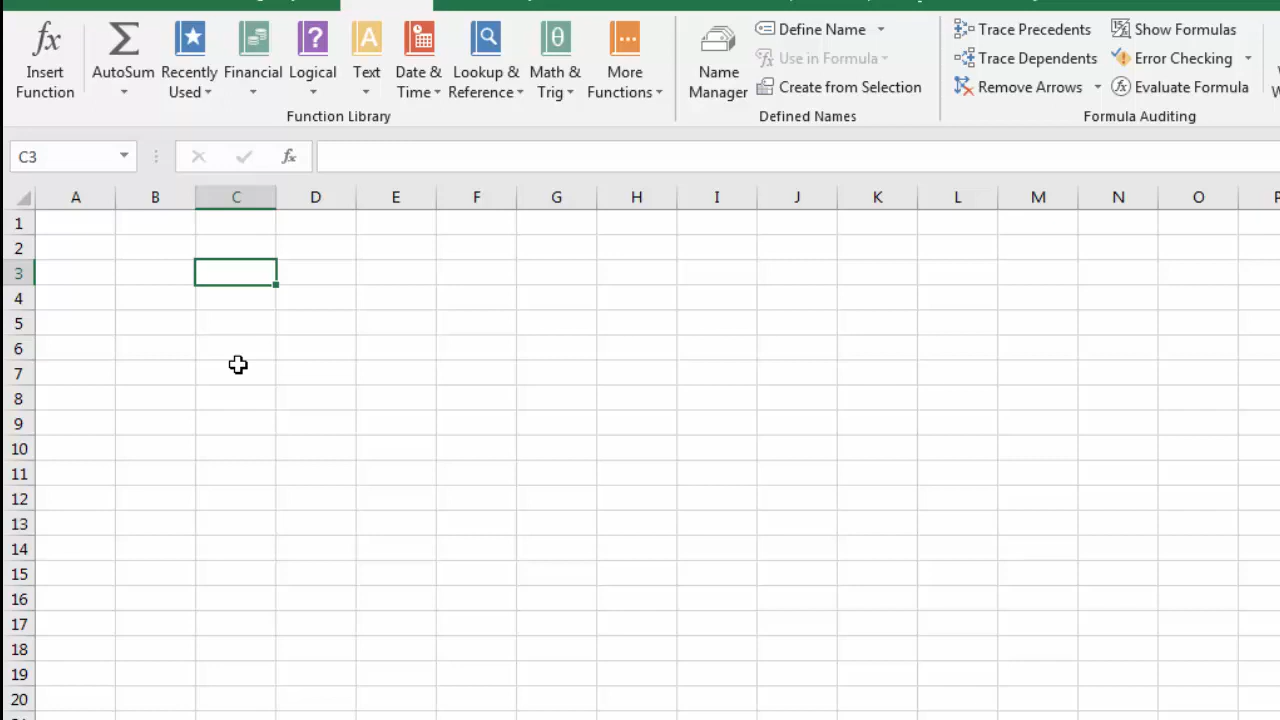 fx Σ ? A θ ...
Insert Function
AutoSum
Recently Used
Financial
Logical
Text
Date & Time
Lookup & Reference
Math & Trig
More Functions
Function Library
Name Manager
Define Name
Use in Formula
Create from Selection
Defined Names
Trace Precedents
Trace Dependents
Remove Arrows
Show Formulas
Error Checking
Evaluate Formula
Formula Auditing
C3 fx
A B C D E F G H I J K L M N O
1
2
3
4
5
6
7
8
9
10
11
12
13
14
15
16
17
18
19
20